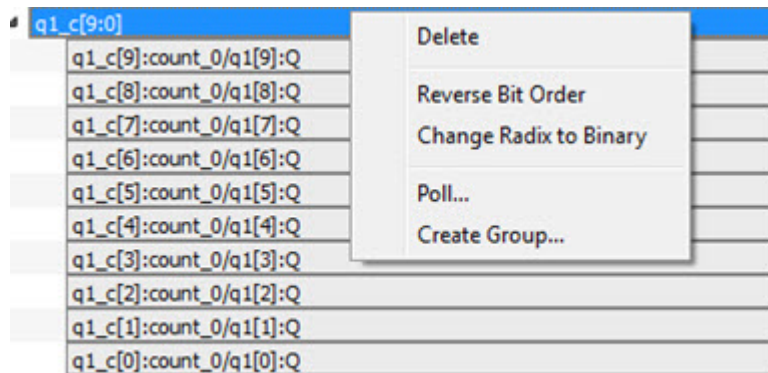 q1_c[9:0]
q1_c[9]:count_0/q1[9]:Q
q1_c[8]:count_0/q1[8]:Q
q1_c[7]:count_0/q1[7]:Q
q1_c[6]:count_0/q1[6]:Q
q1_c[5]:count_0/q1[5]:Q
q1_c[4]:count_0/q1[4]:Q
q1_c[3]:count_0/q1[3]:Q
q1_c[2]:count_0/q1[2]:Q
q1_c[1]:count_0/q1[1]:Q
q1_c[0]:count_0/q1[0]:Q
Delete
Reverse Bit Order
Change Radix to Binary
Poll...
Create Group...